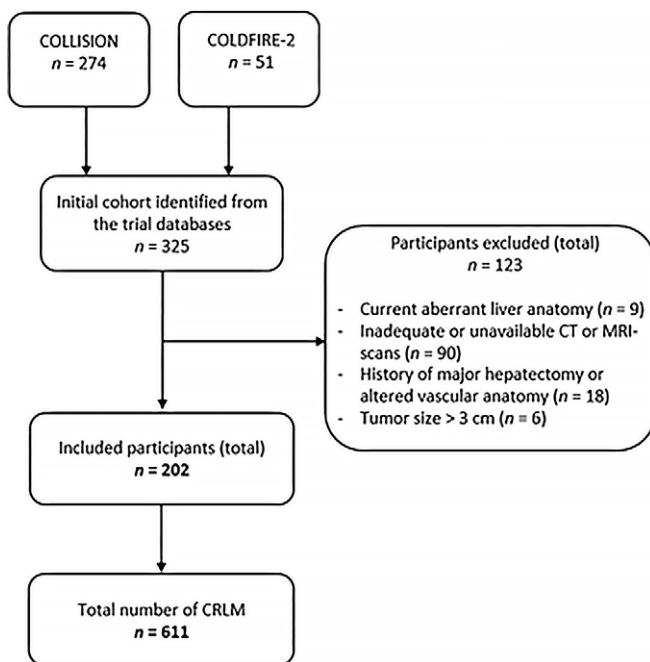 COLLISION
n = 274
COLDFIRE-2
n = 51
Initial cohort identified from
the trial databases
n = 325
Participants excluded (total)
n = 123
- Current aberrant liver anatomy (n = 9)
- Inadequate or unavailable CT or MRI-
scans (n = 90)
- History of major hepatectomy or
altered vascular anatomy (n = 18)
- Tumor size > 3 cm (n = 6)
Included participants (total)
n = 202
Total number of CRLM
n = 611